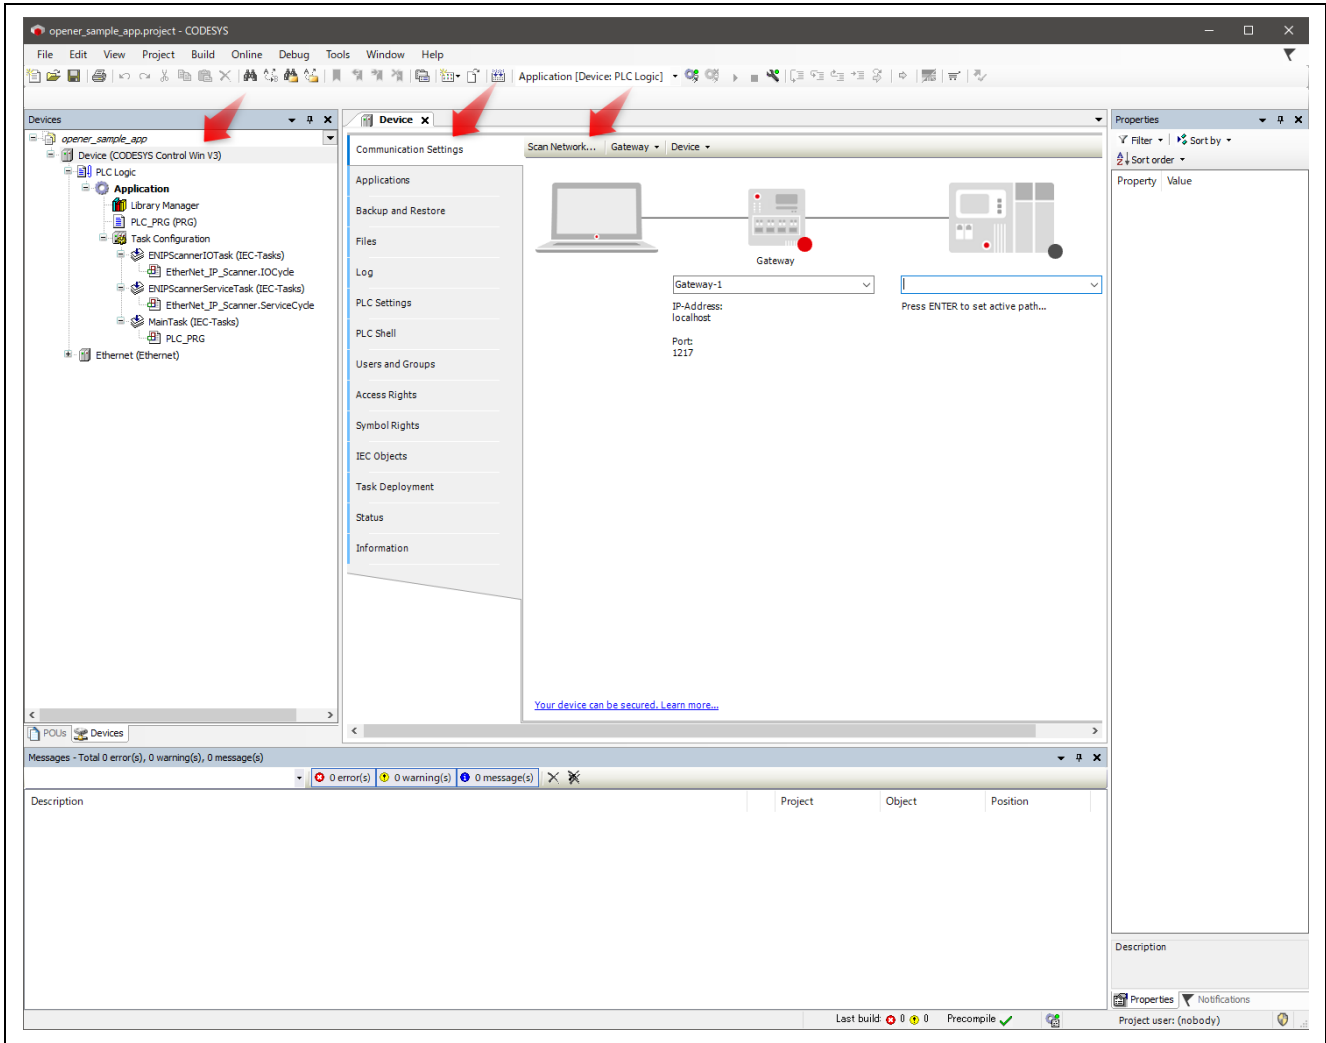 opener_sample_app.project - CODESYS
File Edit View Project Build Online Debug Tools Window Help
Application [Device: PLC Logic]
Devices
opener_sample_app
Device (CODESYS Control Win V3)
PLC Logic
Application
Library Manager
PLC_PRG (PRG)
Task Configuration
ENIPScannerIOTask (IEC-Tasks)
EtherNet_IP_Scanner.IOCycle
ENIPScannerServiceTask (IEC-Tasks)
EtherNet_IP_Scanner.ServiceCycle
MainTask (IEC-Tasks)
PLC_PRG
Ethernet (Ethernet)
POUs Devices
Device
Communication Settings
Applications
Backup and Restore
Files
Log
PLC Settings
PLC Shell
Users and Groups
Access Rights
Symbol Rights
IEC Objects
Task Deployment
Status
Information
Scan Network... Gateway Device
Gateway
Gateway-1
IP-Address:
localhost
Port:
1217
Press ENTER to set active path...
Your device can be secured. Learn more...
Properties
Filter Sort by
Sort order
Property Value
Description
Properties Notifications
Messages - Total 0 error(s), 0 warning(s), 0 message(s)
0 error(s) 0 warning(s) 0 message(s)
Description Project Object Position
Last build: 0 0 Precompile Project user: (nobody)